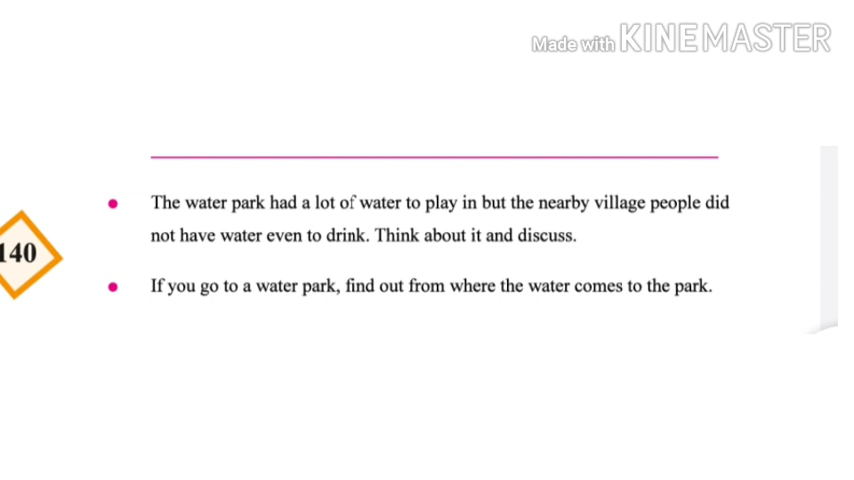 Made with KINEMASTER
● The water park had a lot of water to play in but the nearby village people did
not have water even to drink. Think about it and discuss.
140
● If you go to a water park, find out from where the water comes to the park.